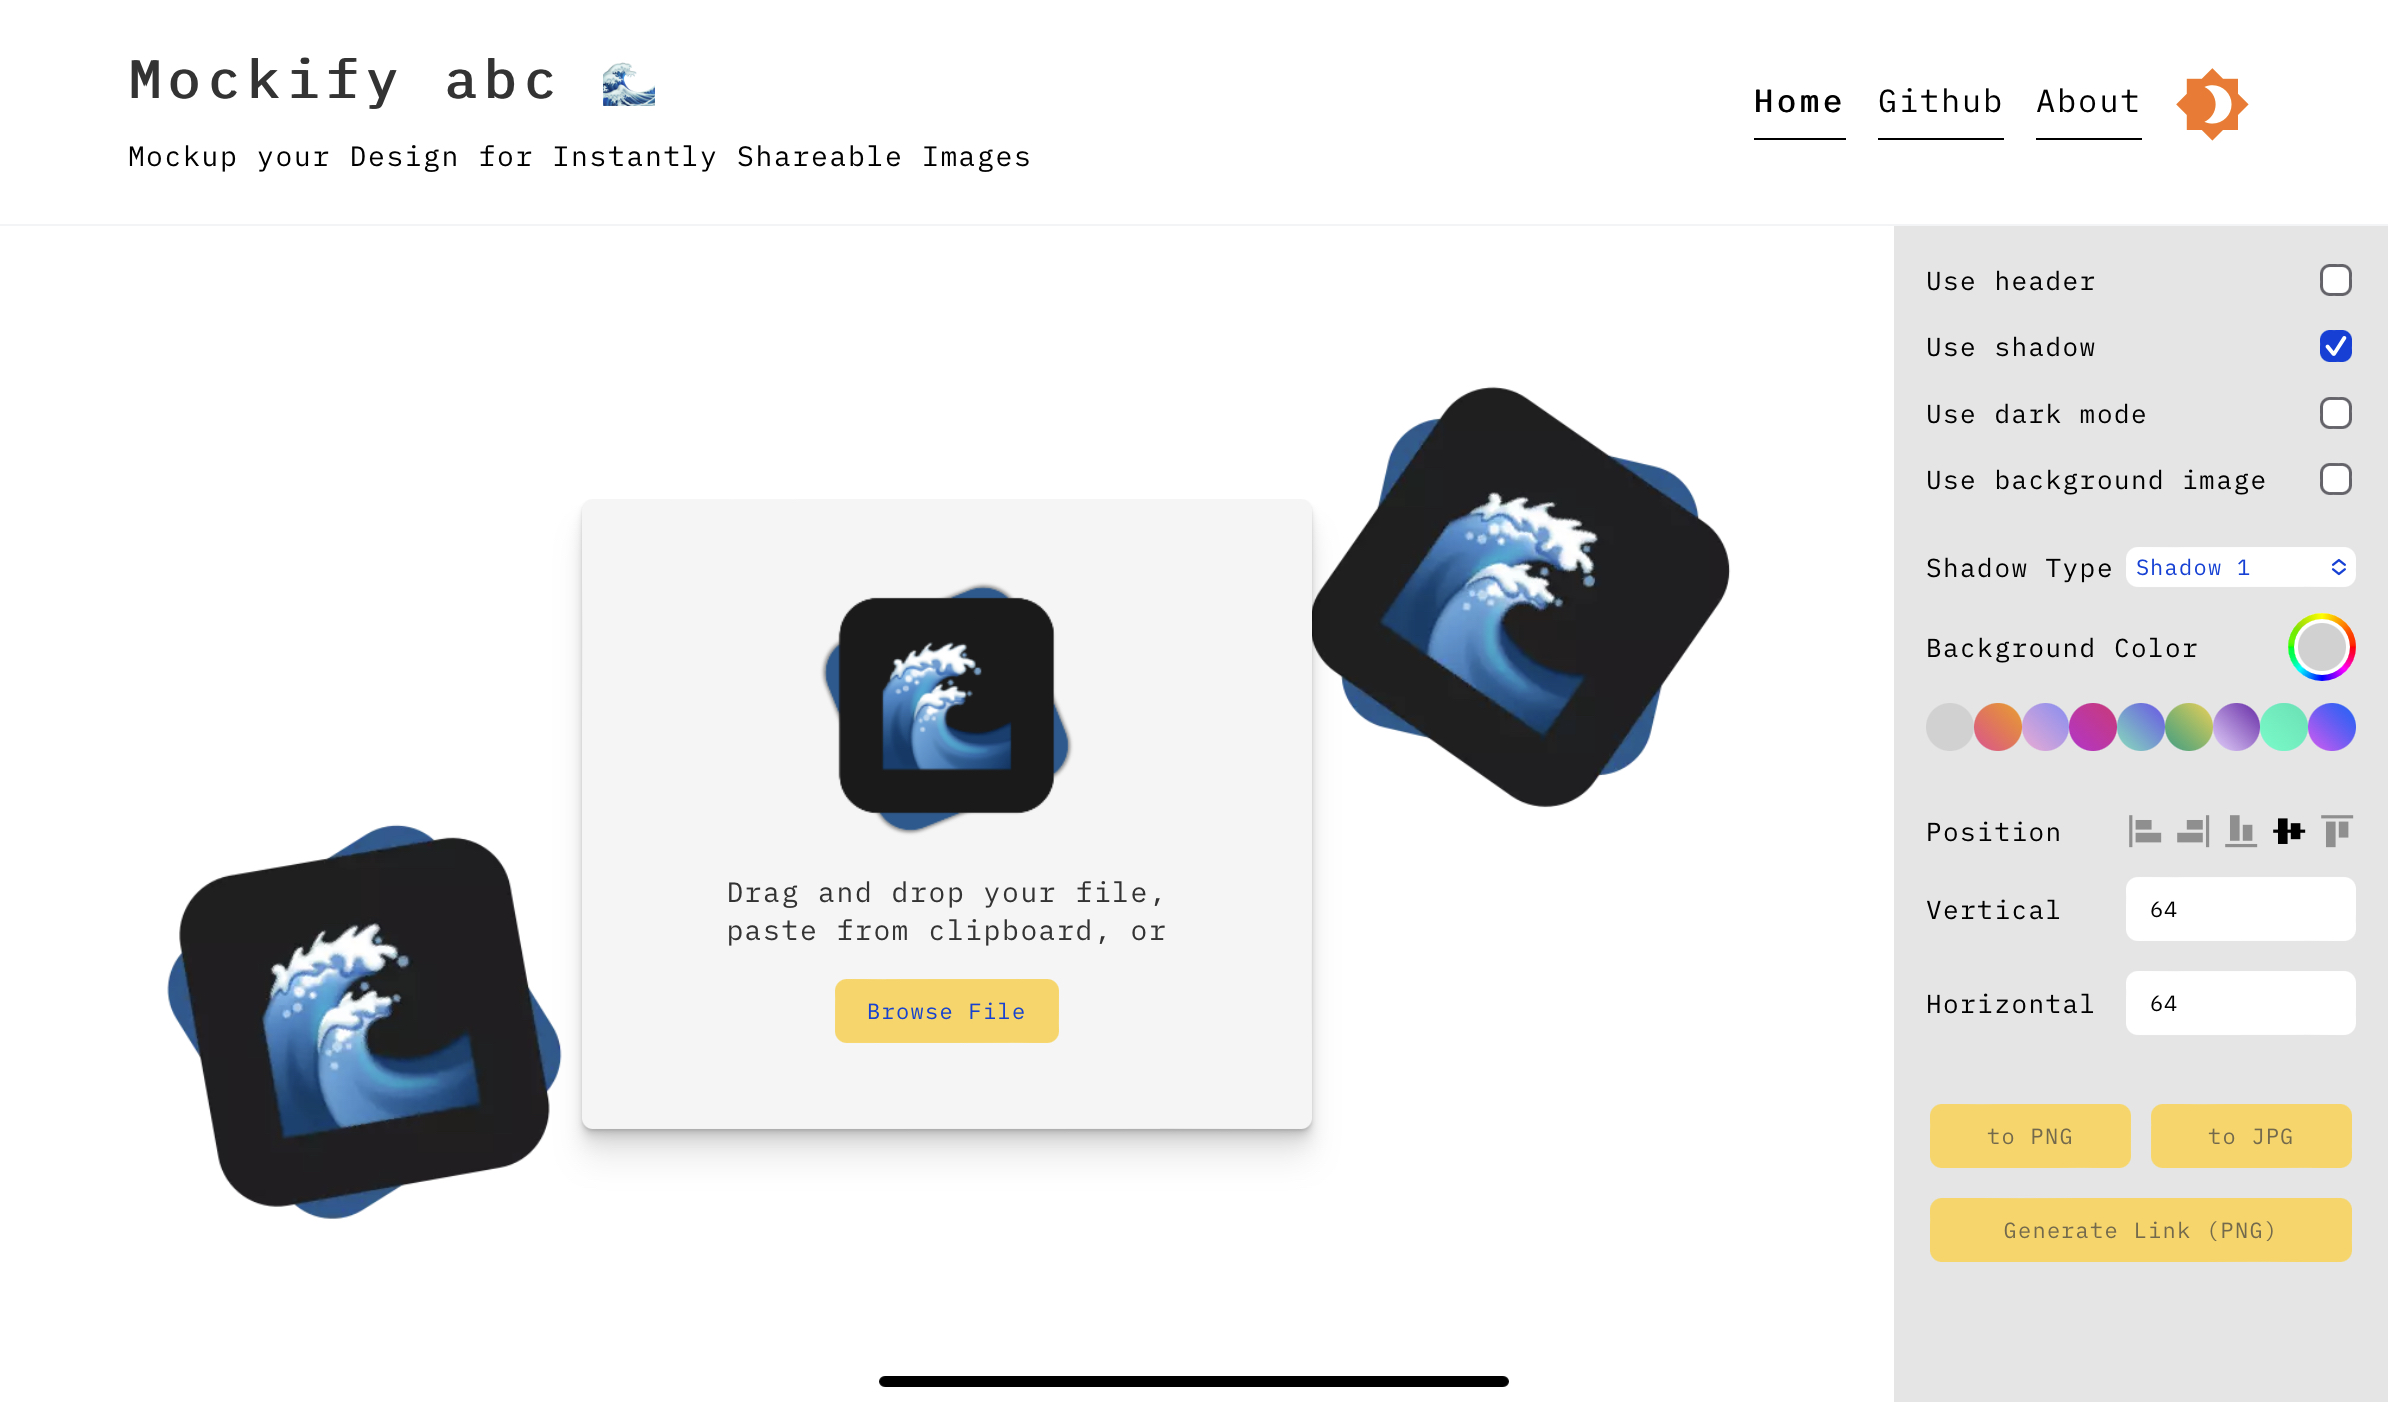 Mockify abc
Mockup your Design for Instantly Shareable Images
Home
Github
About
Drag and drop your file,
paste from clipboard, or
Browse File
Use header
Use shadow
Use dark mode
Use background image
Shadow Type
Shadow 1
Background Color
Position
Vertical
64
Horizontal
64
to PNG
to JPG
Generate Link (PNG)